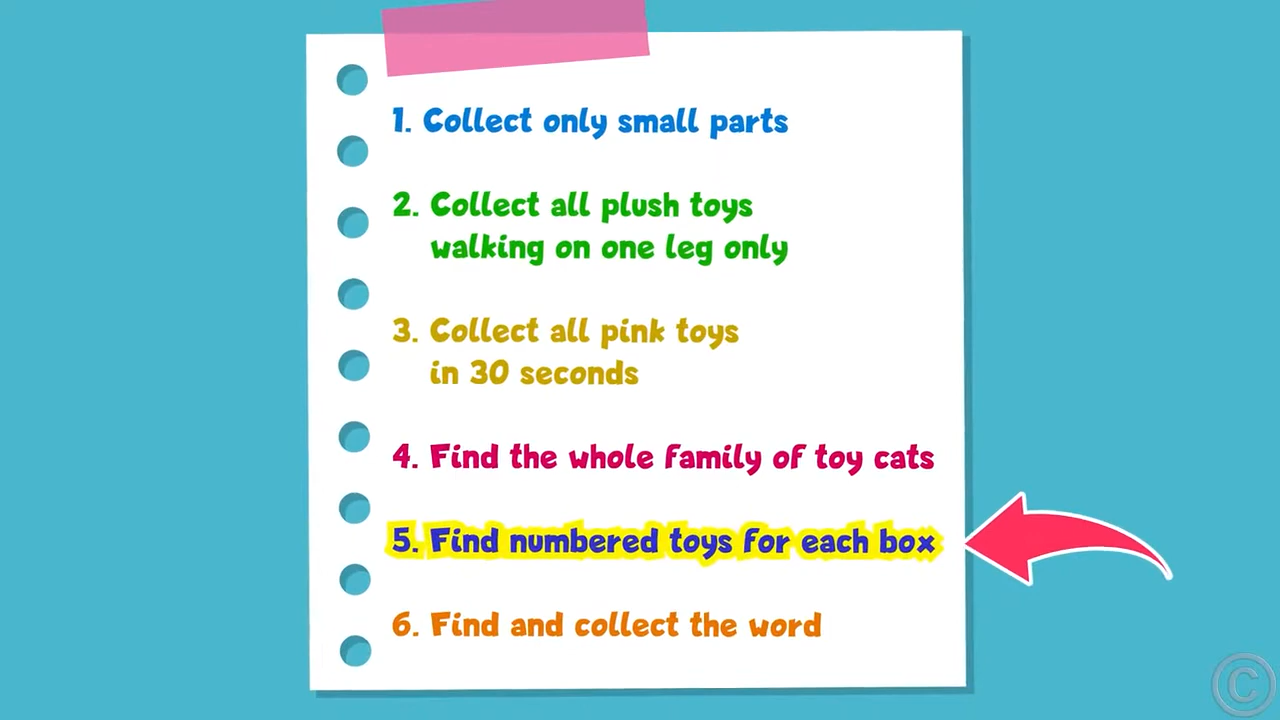 1. Collect only small parts
2. Collect all plush toys
walking on one leg only
3. Collect all pink toys
in 30 seconds
4. Find the whole family of toy cats
5. Find numbered toys for each box
6. Find and collect the word
©